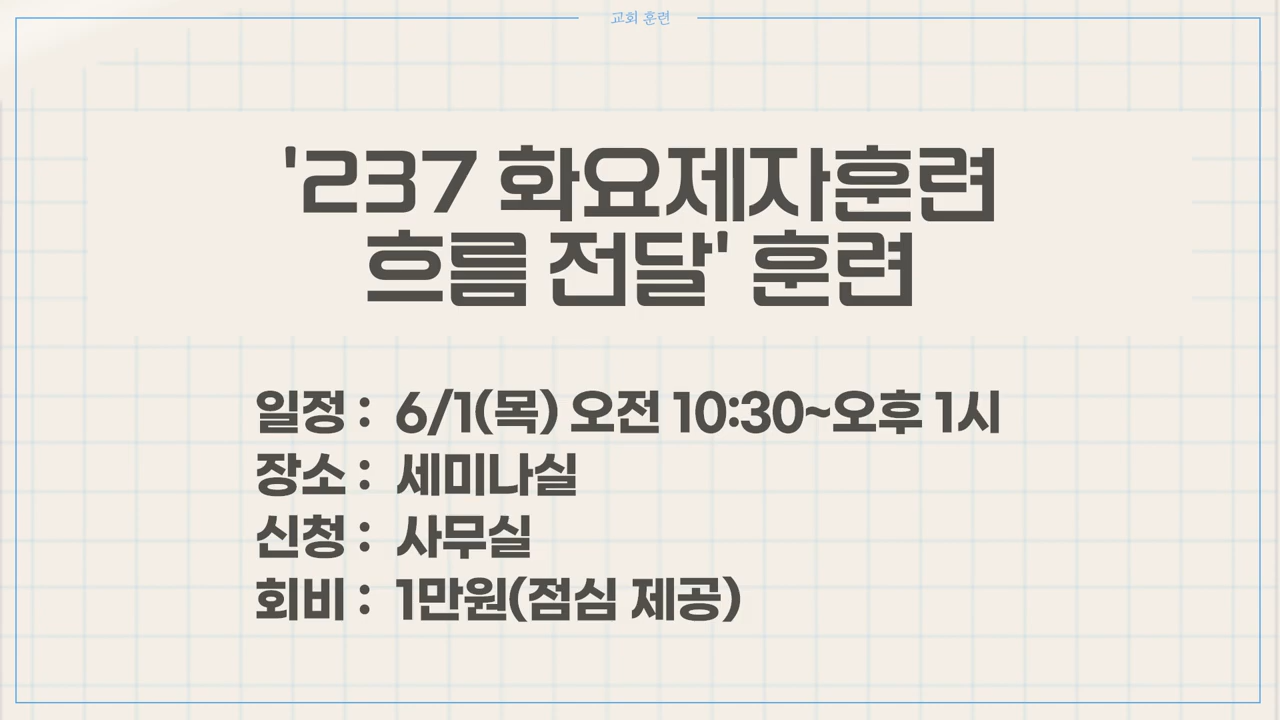 교회 훈련
'237 화요제자훈련
흐름 전달' 훈련
일정 : 6/1(목) 오전 10:30~오후 1시
장소 : 세미나실
신청 : 사무실
회비 : 1만원(점심 제공)